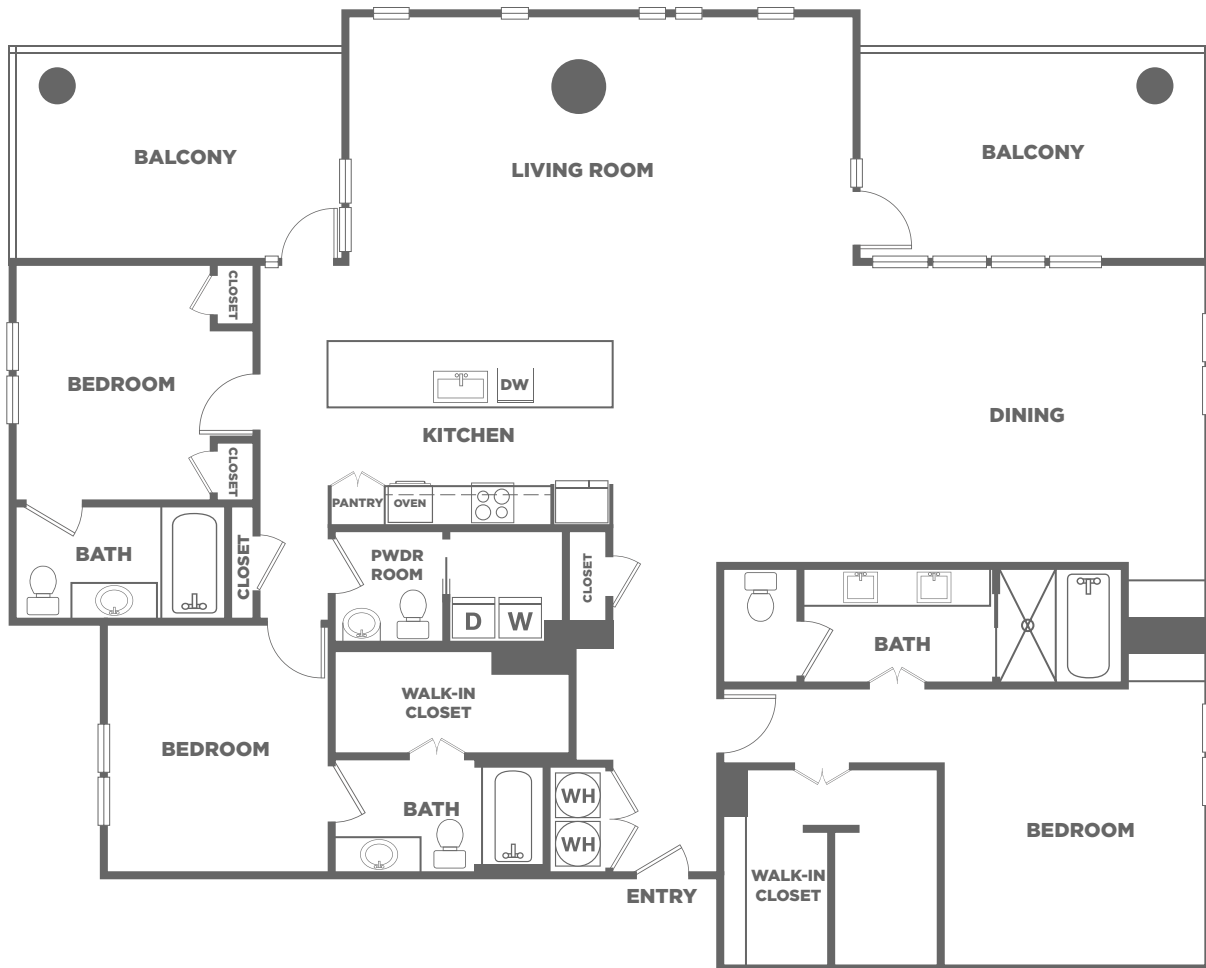 BALCONY
LIVING ROOM
BALCONY
CLOSET
BEDROOM
DW
DINING
KITCHEN
CLOSET
PANTRY
OVEN
BATH
CLOSET
PWDR
ROOM
CLOSET
D
W
BATH
WALK-IN
CLOSET
BEDROOM
WH
BATH
WH
BEDROOM
WALK-IN
CLOSET
ENTRY